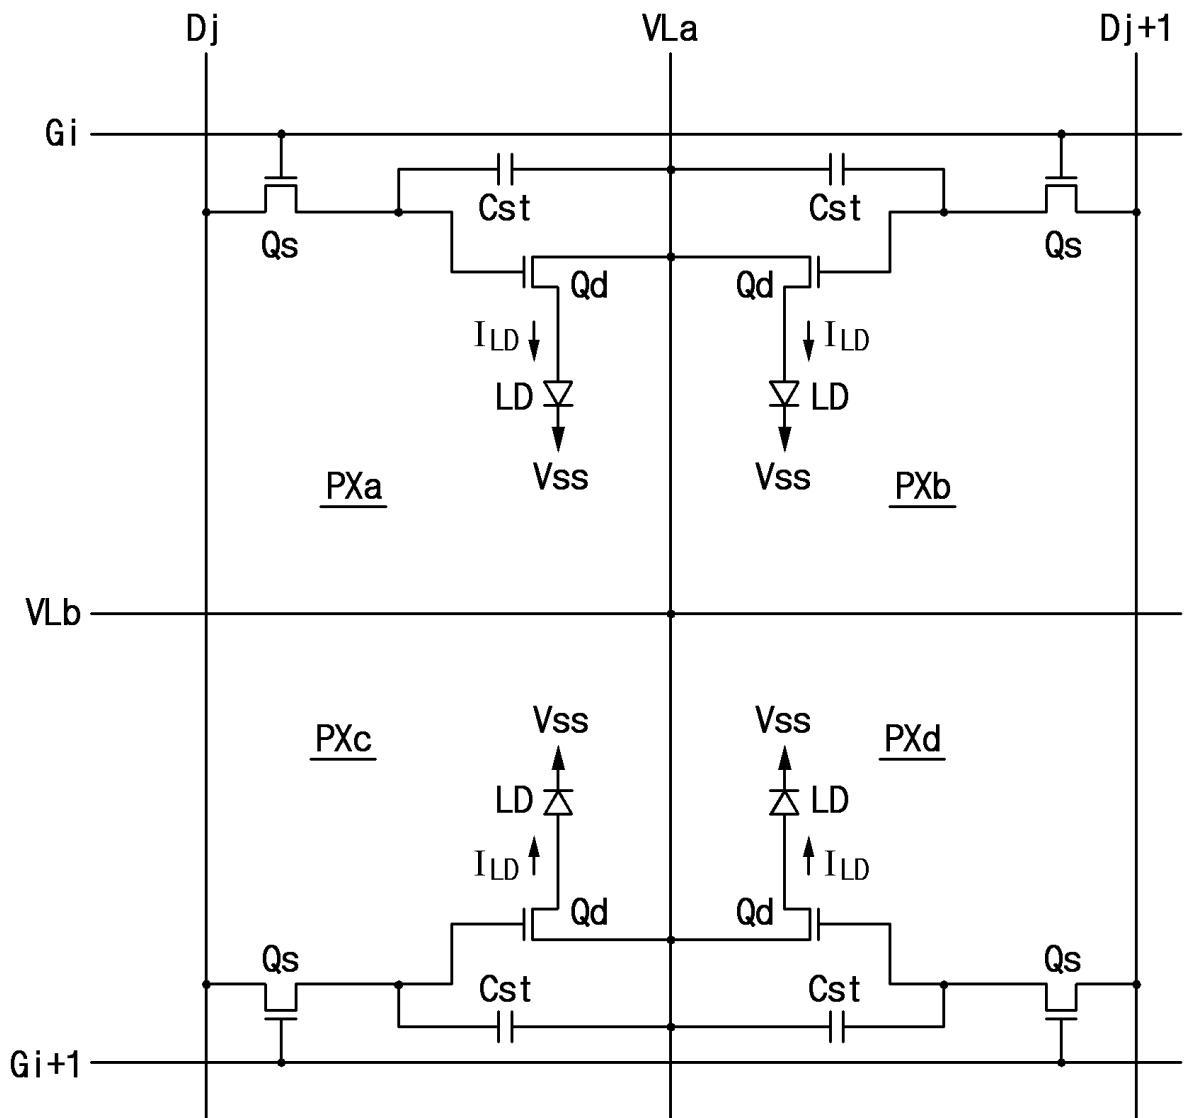 Dj VLa Dj+1
Gi
Cst Cst
Qs Qs
Qd Qd
ILD ILD
LD LD
Vss Vss
PXa PXb
VLb
Vss Vss
PXc PXd
LD LD
ILD ILD
Qd Qd
Qs Qs
Cst Cst
Gi+1